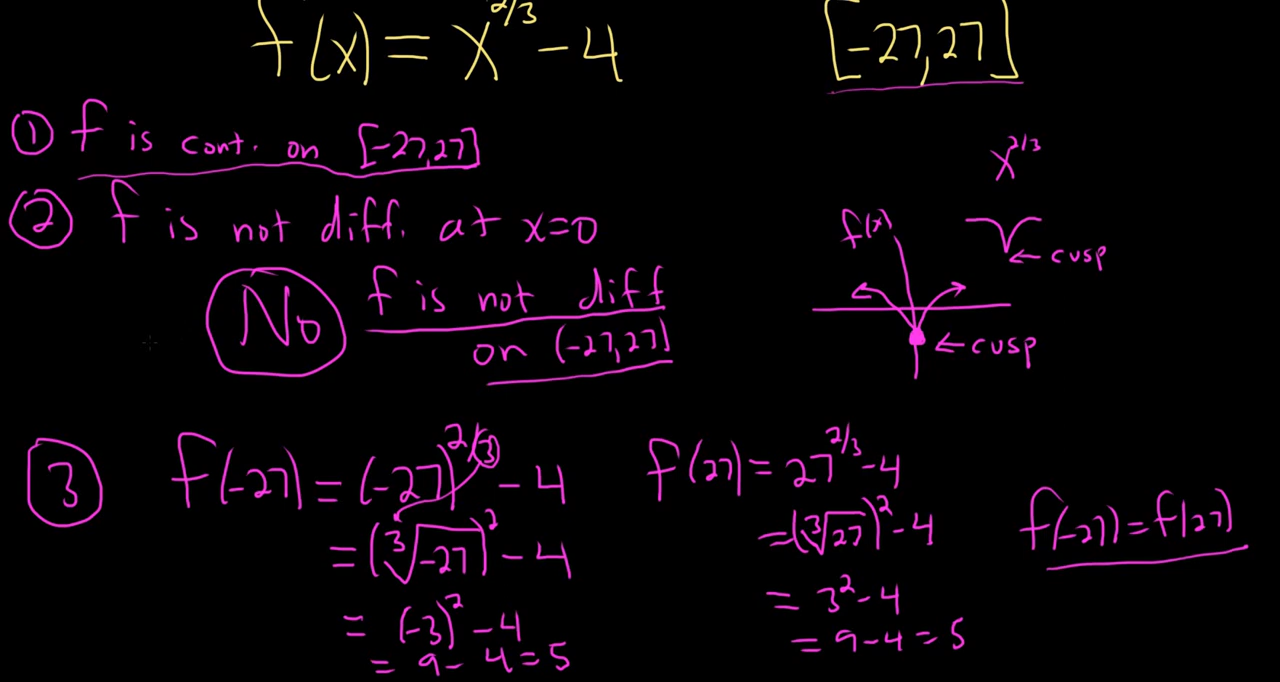 f(x) = x^{2/3} - 4 [-27,27]
① f is cont. on [-27,27]
x^{2/3}
② f is not diff. at x=0
f(x)
← cusp
No f is not diff
on (-27,27)
← cusp
③ f(-27) = (-27)^{2/③} - 4
= (∛-27)^2 - 4
= (-3)^2 - 4
= 9 - 4 = 5
f(27) = 27^{2/3} - 4
= (∛27)^2 - 4
= 3^2 - 4
= 9 - 4 = 5
f(-27) = f(27)